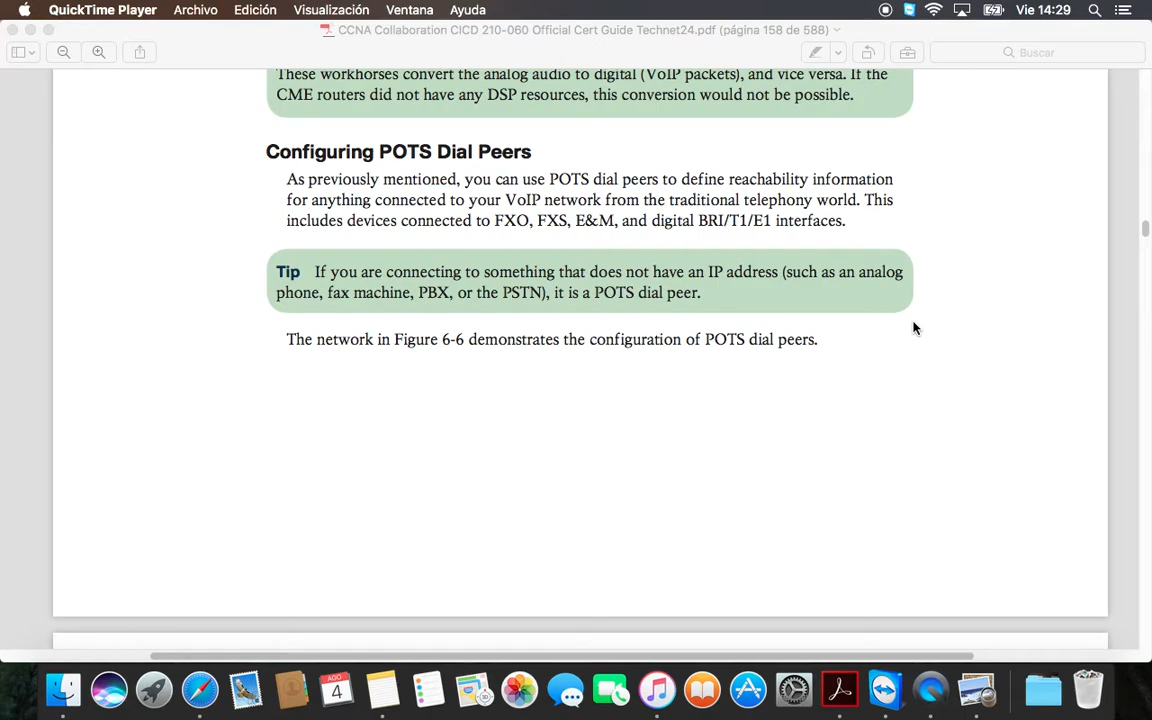 QuickTime Player Archivo Edición Visualización Ventana Ayuda Vie 14:29
CCNA Collaboration CICD 210-060 Official Cert Guide Technet24.pdf (página 158 de 588)
Buscar
These workhorses convert the analog audio to digital (VoIP packets), and vice versa. If the
CME routers did not have any DSP resources, this conversion would not be possible.
Configuring POTS Dial Peers
As previously mentioned, you can use POTS dial peers to define reachability information
for anything connected to your VoIP network from the traditional telephony world. This
includes devices connected to FXO, FXS, E&M, and digital BRI/T1/E1 interfaces.
Tip If you are connecting to something that does not have an IP address (such as an analog
phone, fax machine, PBX, or the PSTN), it is a POTS dial peer.
The network in Figure 6-6 demonstrates the configuration of POTS dial peers.
AGO
4